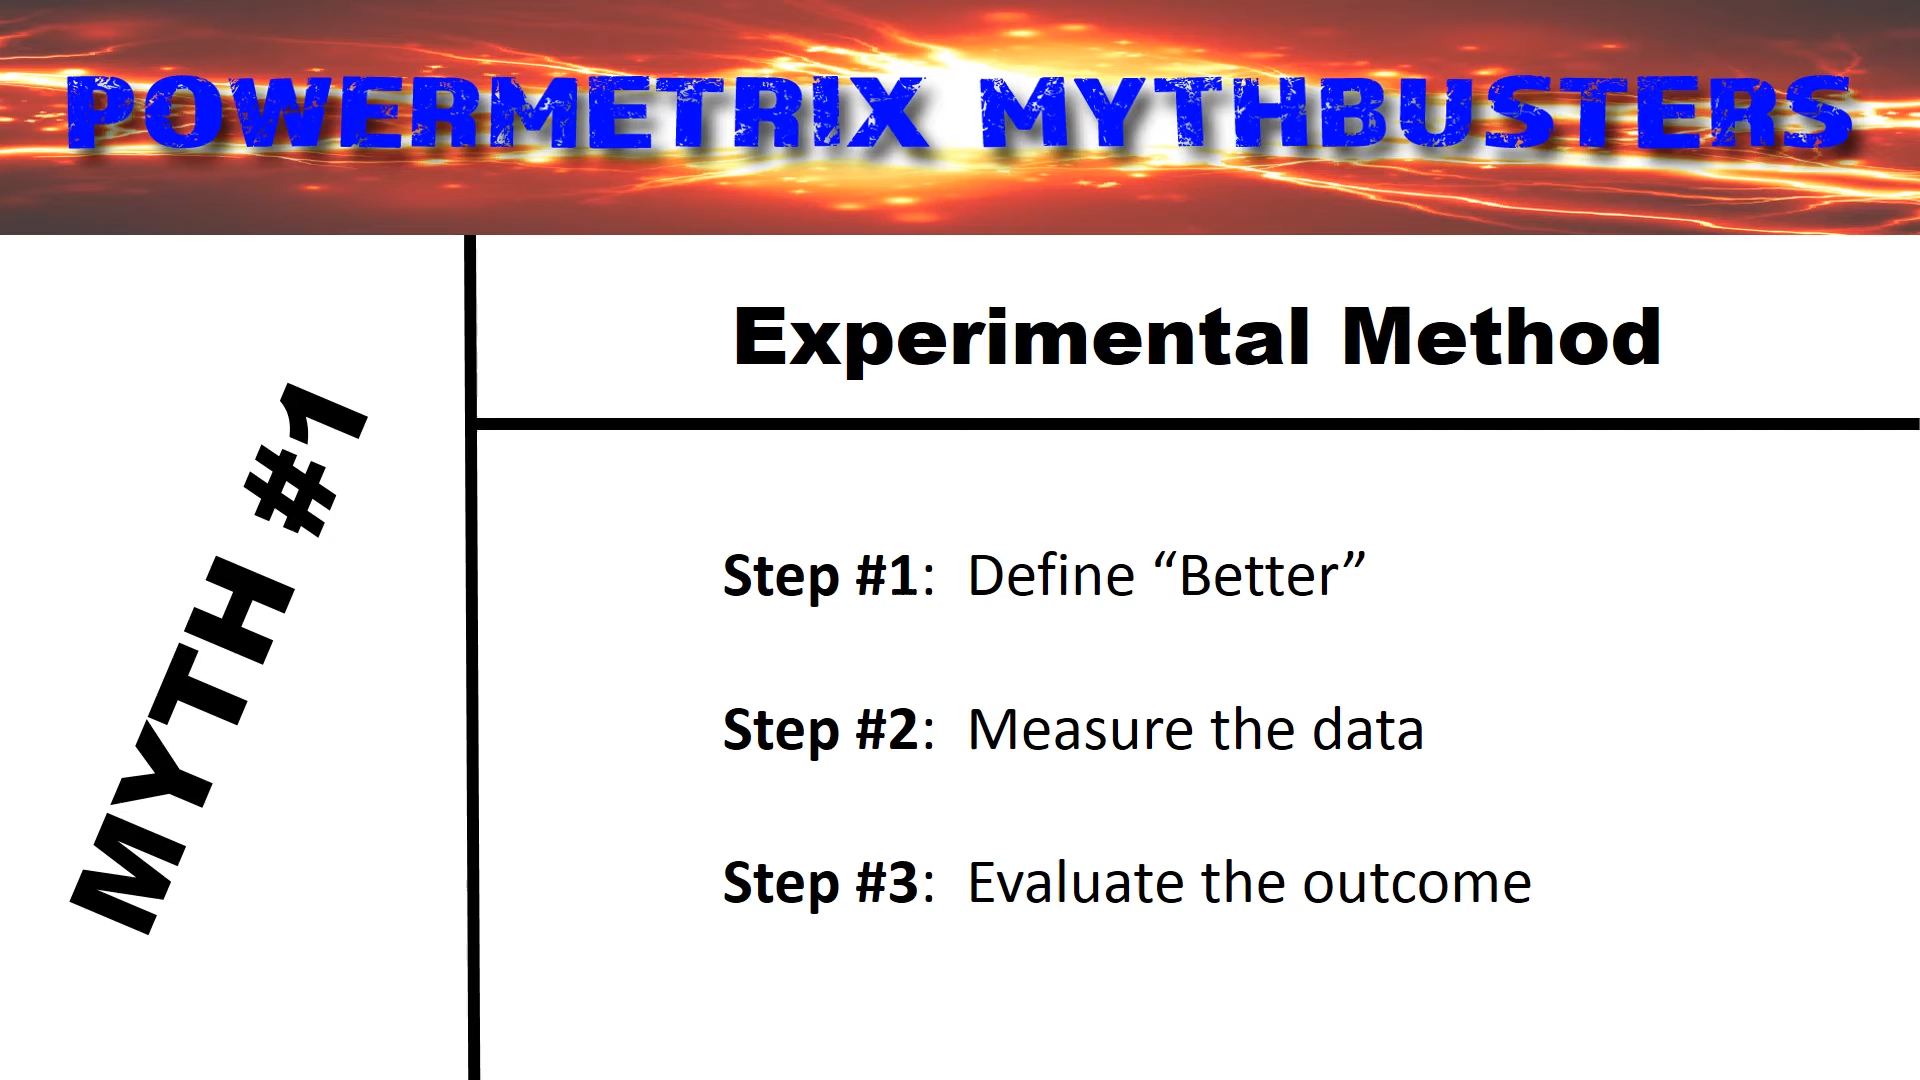 POWERMETRIX MYTHBUSTERS
MYTH #1
Experimental Method
Step #1: Define “Better”
Step #2: Measure the data
Step #3: Evaluate the outcome